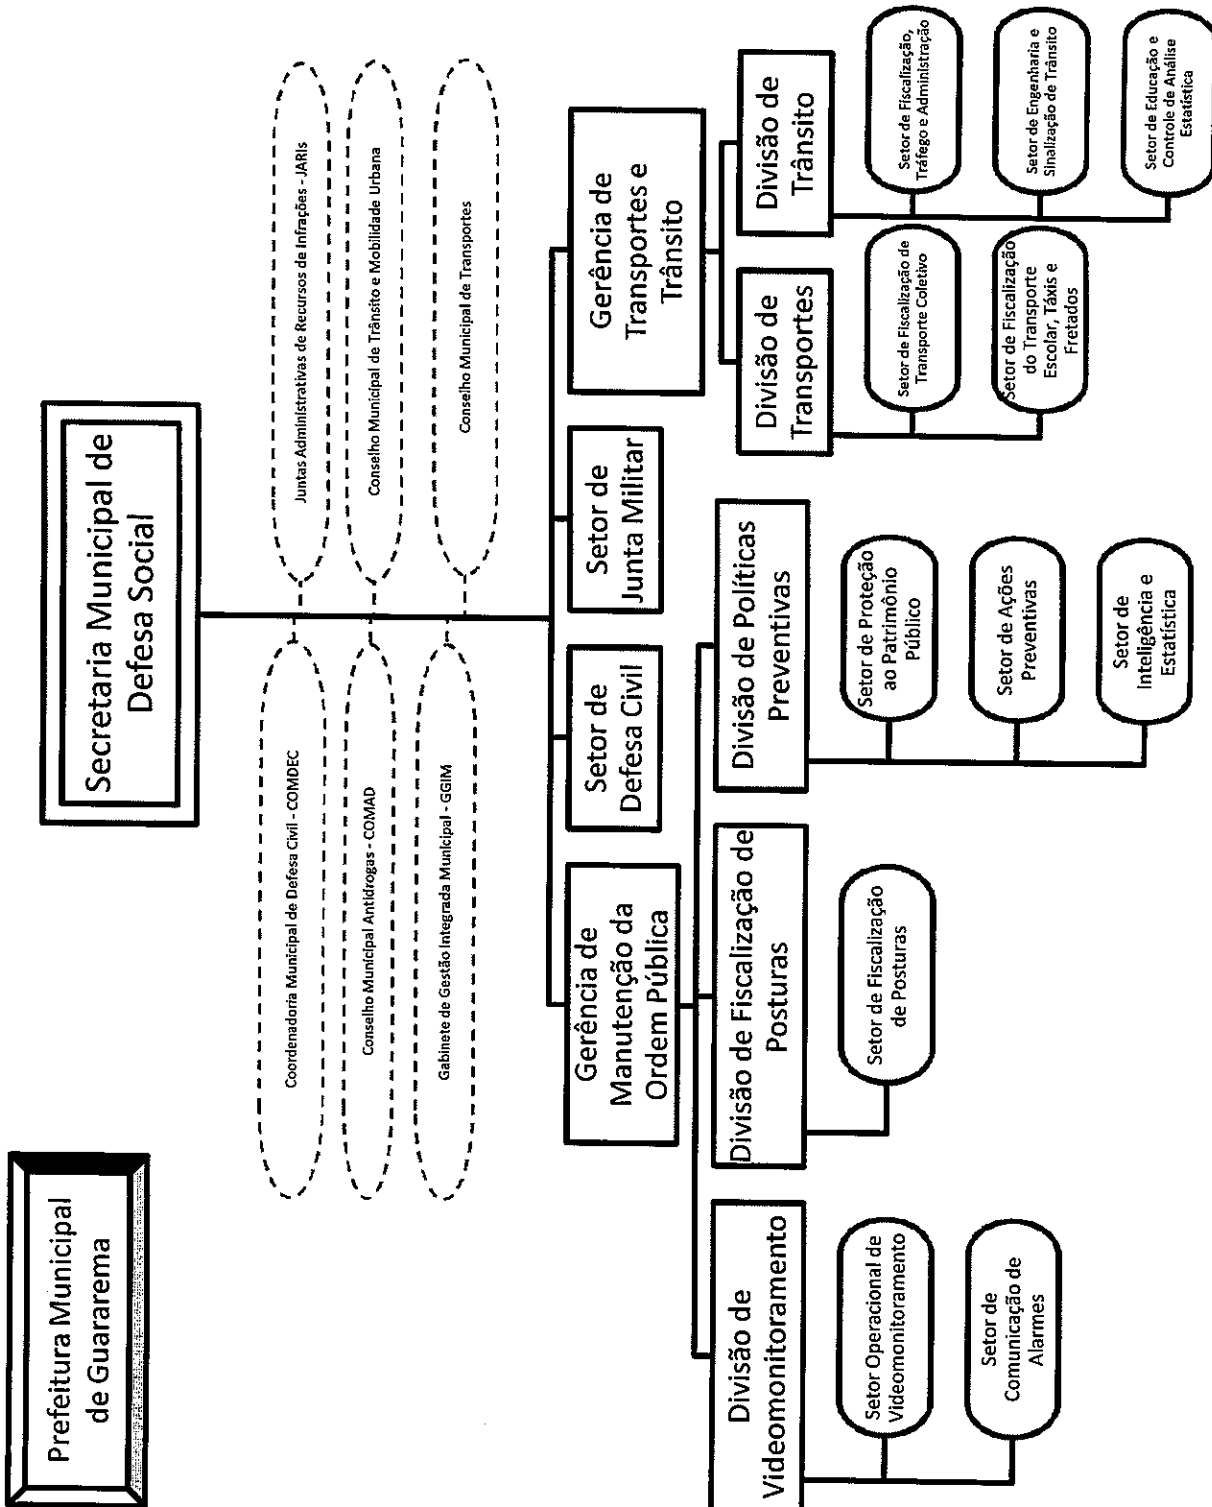 Prefeitura Municipal
de Guararema
Secretaria Municipal de
Defesa Social
Coordenadoria Municipal de Defesa Civil - COMDEC
Juntas Administrativas de Recursos de Infrações - JARIs
Conselho Municipal Antidrogas - COMAD
Conselho Municipal de Trânsito e Mobilidade Urbana
Gabinete de Gestão Integrada Municipal - GGIM
Conselho Municipal de Transportes
Gerência de
Manutenção da
Ordem Pública
Setor de
Defesa Civil
Setor de
Junta Militar
Gerência de
Transportes e
Trânsito
Divisão de
Videomonitoramento
Divisão de Fiscalização de
Posturas
Divisão de Políticas
Preventivas
Divisão de
Transportes
Divisão de
Trânsito
Setor Operacional de
Videomonitoramento
Setor de
Comunicação de
Alarmes
Setor de Fiscalização
de Posturas
Setor de Proteção
ao Patrimônio
Público
Setor de Ações
Preventivas
Setor de
Inteligência e
Estatística
Setor de Fiscalização de
Transporte Coletivo
Setor de Fiscalização
do Transporte
Escolar, Táxis e
Fretados
Setor de Fiscalização,
Tráfego e Administração
Setor de Engenharia e
Sinalização de Trânsito
Setor de Educação e
Controle de Análise
Estatística